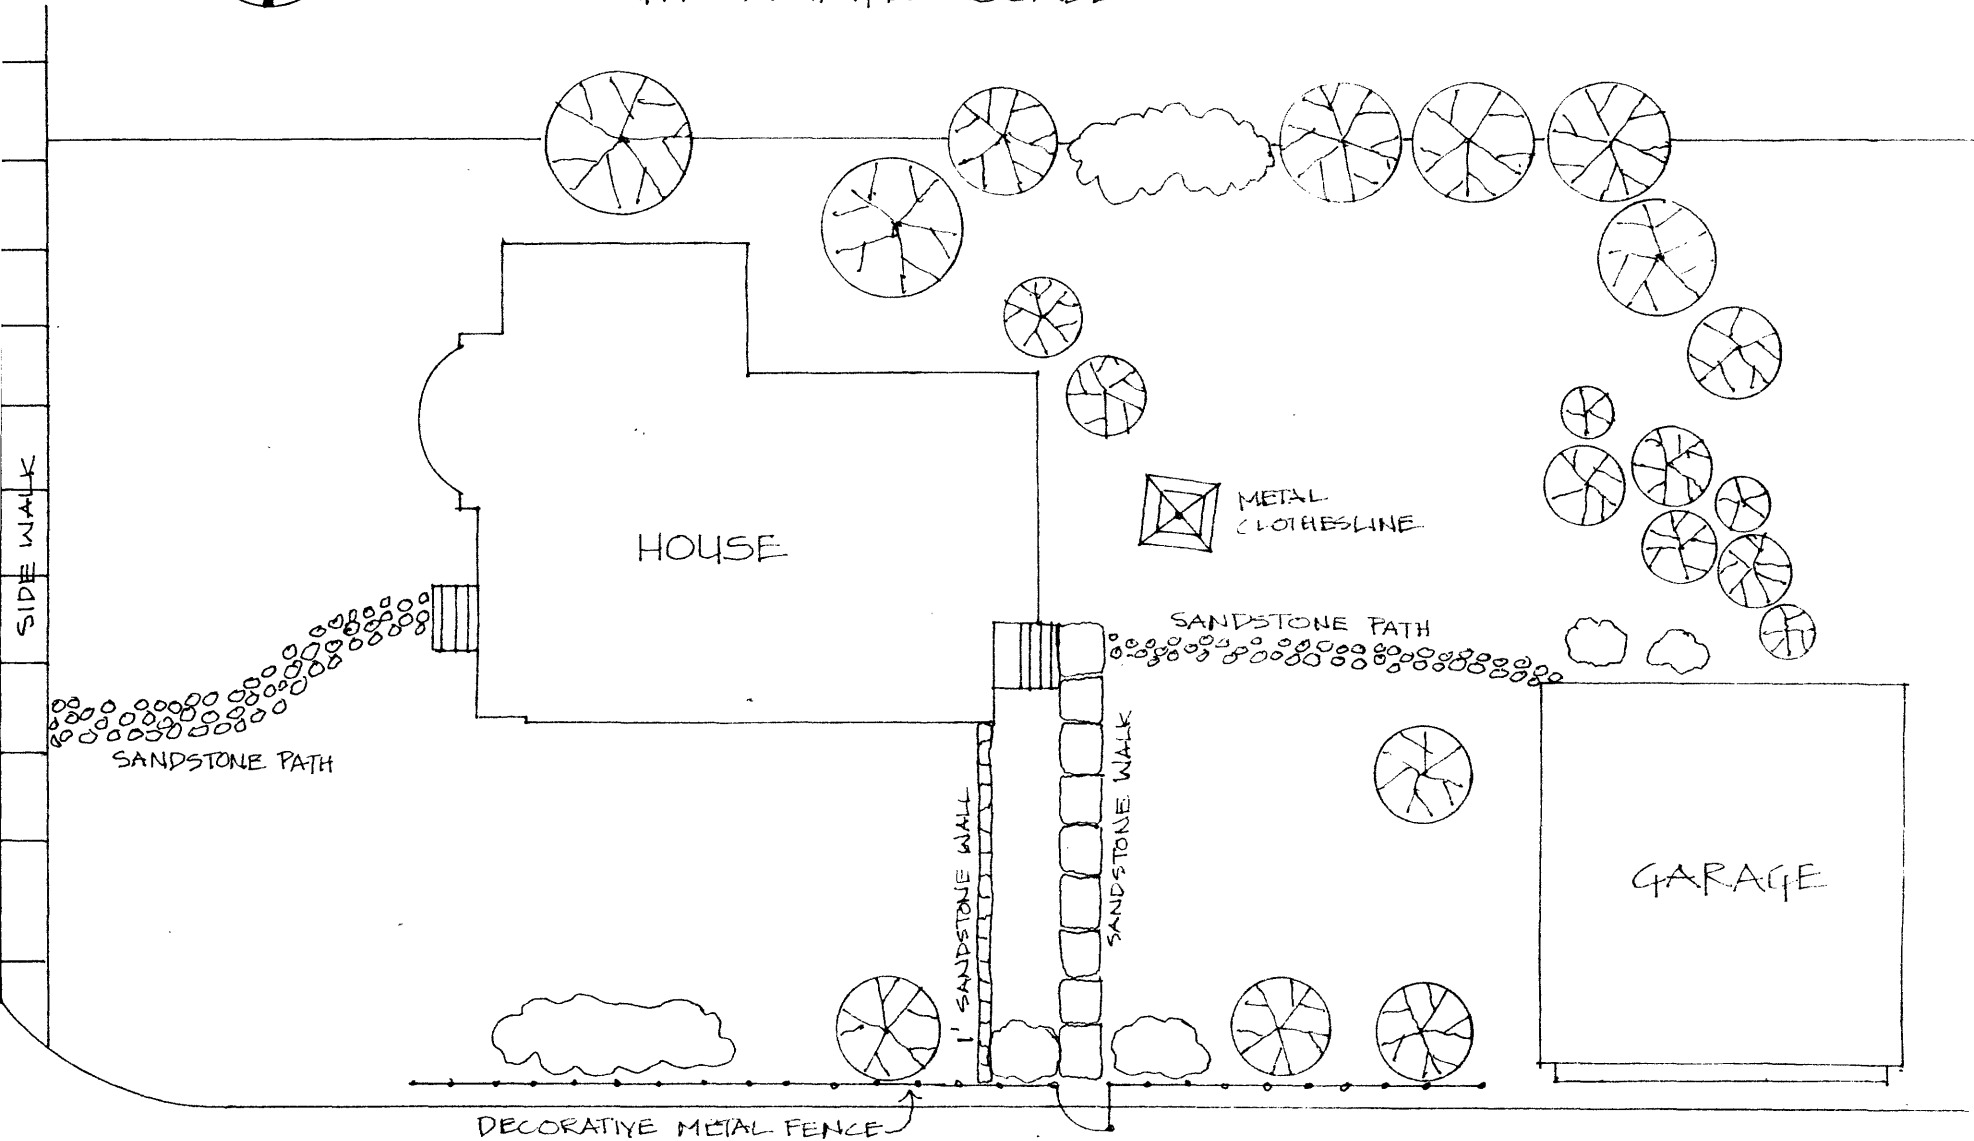 METAL
CLOTHESLINE
SIDE WALK
HOUSE
SANDSTONE PATH
SANDSTONE PATH
SANDSTONE WALK
1' SANDSTONE WALL
GARAGE
DECORATIVE METAL FENCE